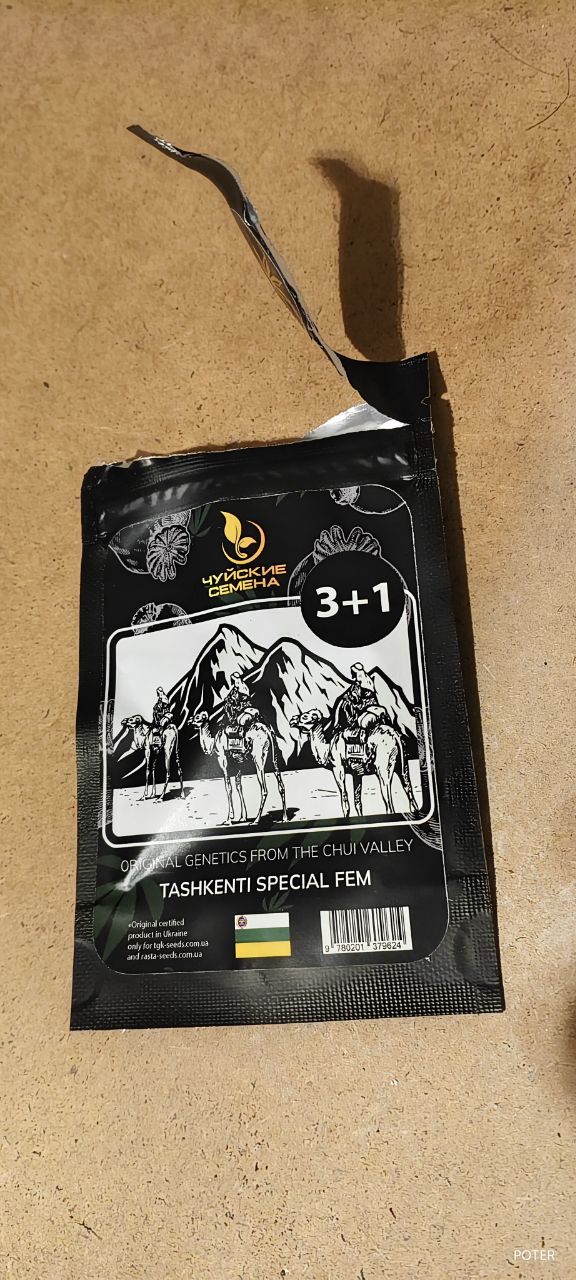 ЧУЙСКИЕ
СЕМЕНА
3+1
ORIGINAL GENETICS FROM THE CHUI VALLEY
TASHKENTI SPECIAL FEM
«Original certified
product in Ukraine
only for tgk-seeds.com.ua
and rasta-seeds.com.ua
9 780201 379624
POTER